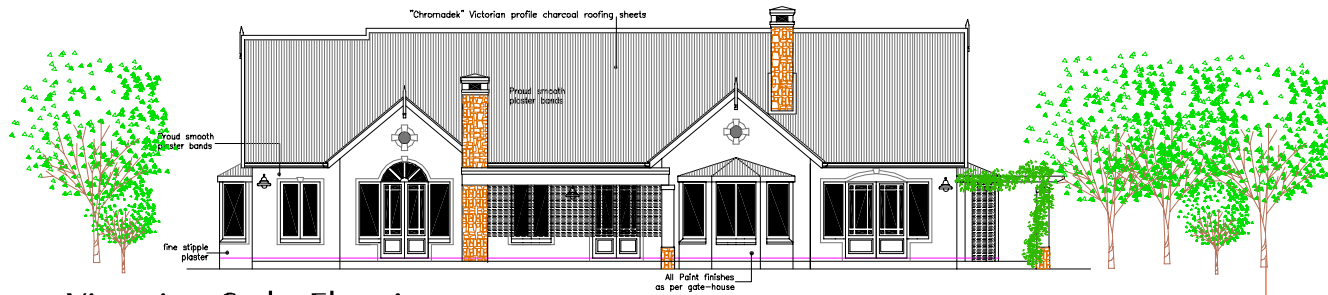 "Chromadek" Victorian profile charcoal roofing sheets
Proud smooth
plaster bands
Proud smooth
plaster bands
fine stipple
plaster
All Paint finishes
as per gate-house